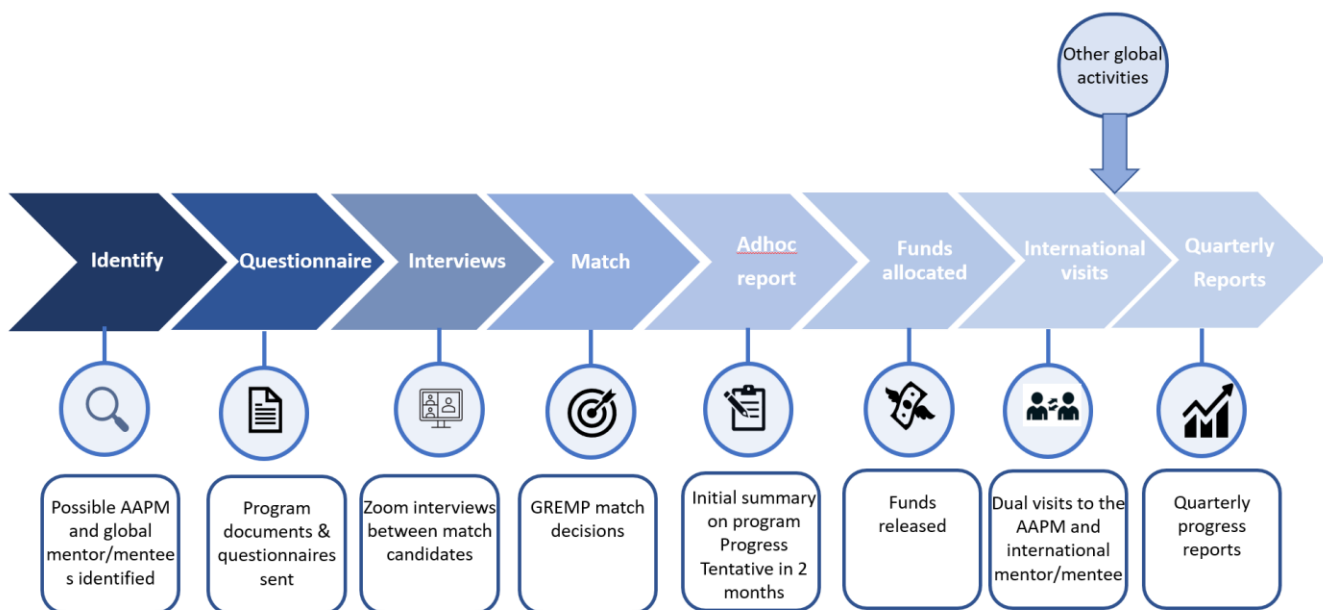 Other global
activities
Identify
Questionnaire
Interviews
Match
Adhoc
report
Funds
allocated
International
visits
Quarterly
Reports
Possible AAPM
and global
mentor/mentee
s identified
Program
documents &
questionnaires
sent
Zoom interviews
between match
candidates
GREMP match
decisions
Initial summary
on program
Progress
Tentative in 2
months
Funds
released
Dual visits to the
AAPM and
international
mentor/mentee
Quarterly
progress
reports